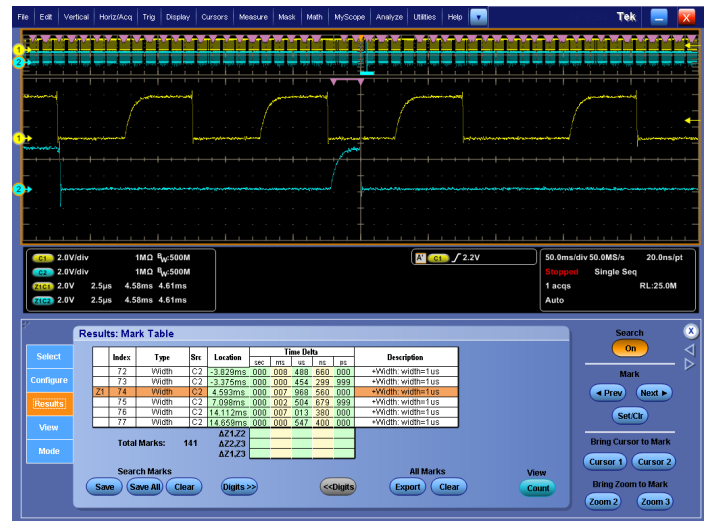 File Edit Vertical Horiz/Acq Trig Display Cursors Measure Mask Math MyScope Analyze Utilities Help Tek X
1
2
1
2
C1 2.0V/div 1MΩ BW:500M
C2 2.0V/div 1MΩ BW:500M
Z1C1 2.0V 2.5µs 4.58ms 4.61ms
Z1C2 2.0V 2.5µs 4.58ms 4.61ms
A' C1 2.2V
50.0ms/div 50.0MS/s 20.0ns/pt
Stopped Single Seq
1 acqs RL:25.0M
Auto
Results: Mark Table
Select
Configure
Results
View
Mode
Index Type Src Location Time Delta Description
sec ms us ns ps
72 Width C2 -3.829ms 000 008 488 660 000 +Width: width=1us
73 Width C2 -3.375ms 000 000 454 299 999 +Width: width=1us
Z1 74 Width C2 4.593ms 000 007 968 560 000 +Width: width=1us
75 Width C2 7.098ms 000 002 504 679 999 +Width: width=1us
76 Width C2 14.112ms 000 007 013 380 000 +Width: width=1us
77 Width C2 14.659ms 000 000 547 400 000 +Width: width=1us
ΔZ1,Z2
Total Marks: 141 ΔZ2,Z3
ΔZ1,Z3
Search Marks
Save Save All Clear Digits >> <<Digits
All Marks
Export Clear
View
Count
Search X
On
Mark
Prev Next
Set/Clr
Bring Cursor to Mark
Cursor 1 Cursor 2
Bring Zoom to Mark
Zoom 2 Zoom 3